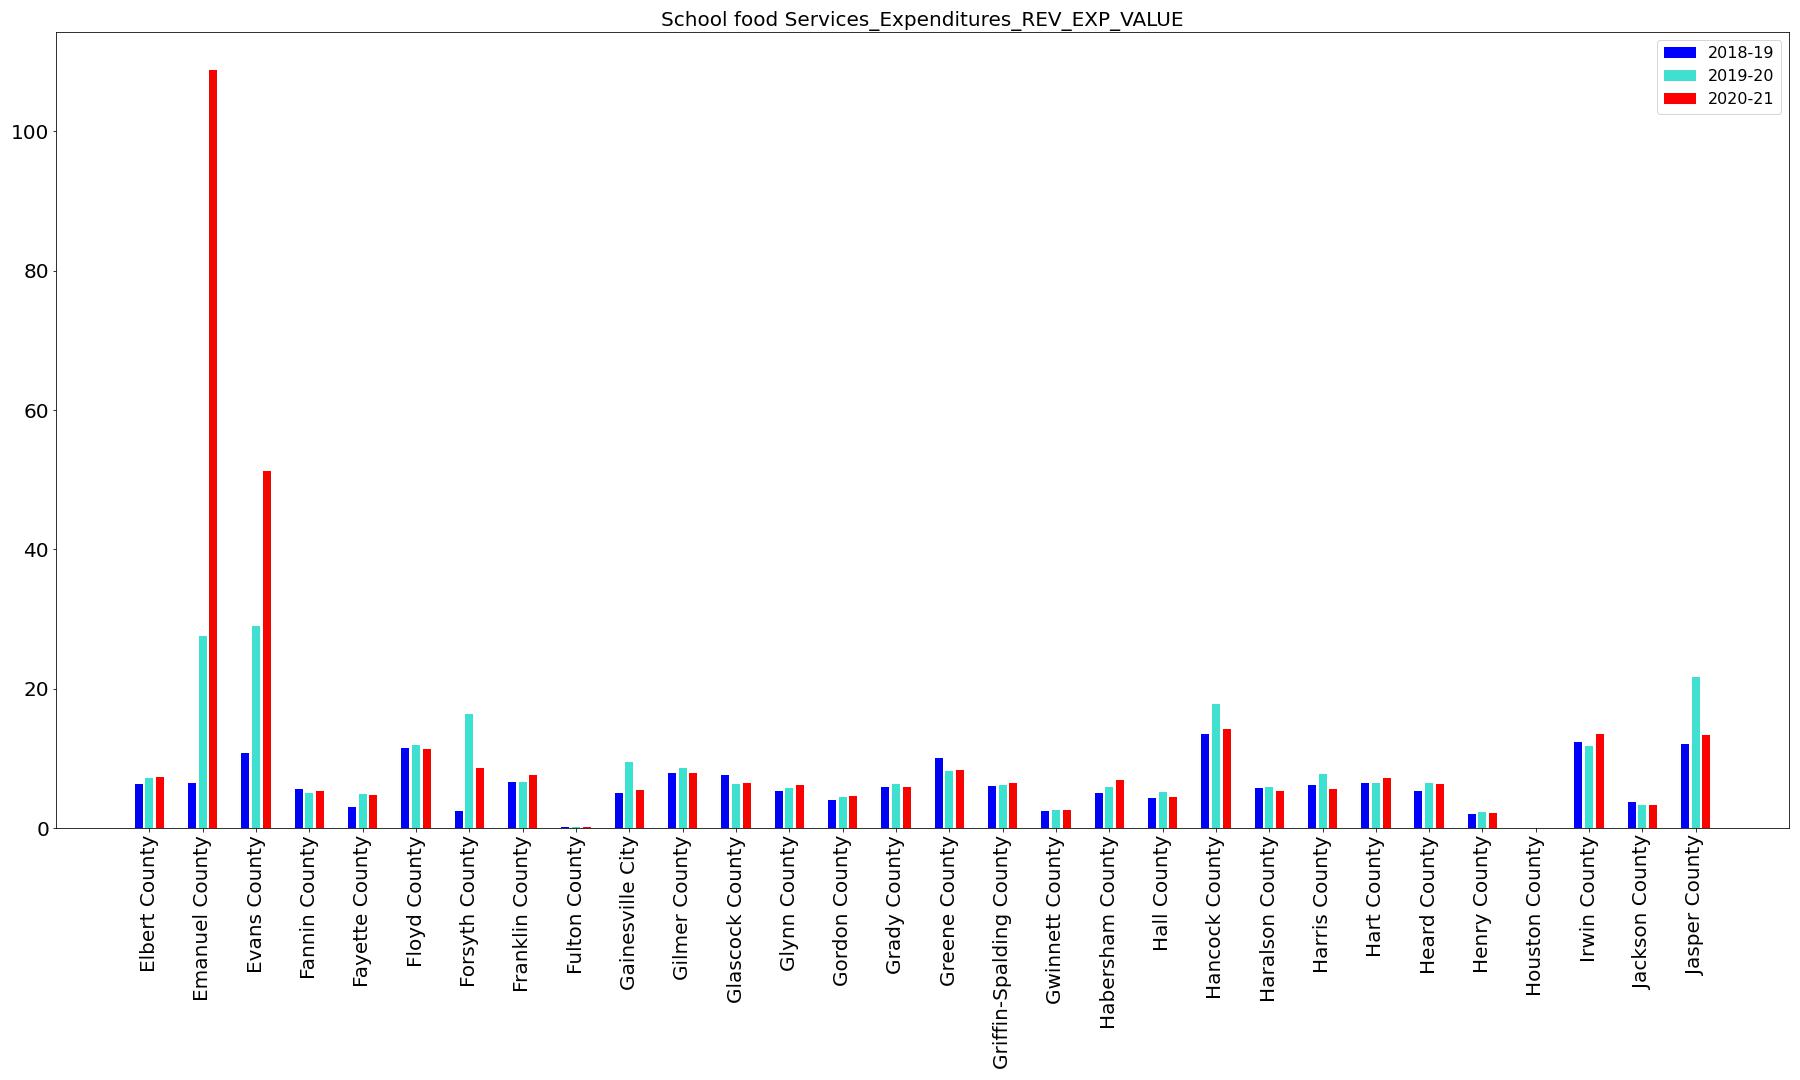 School food Services_Expenditures_REV_EXP_VALUE
2018-19
2019-20
2020-21
100
80
60
40
20
0
Elbert County
Emanuel County
Evans County
Fannin County
Fayette County
Floyd County
Forsyth County
Franklin County
Fulton County
Gainesville City
Gilmer County
Glascock County
Glynn County
Gordon County
Grady County
Greene County
Griffin-Spalding County
Gwinnett County
Habersham County
Hall County
Hancock County
Haralson County
Harris County
Hart County
Heard County
Henry County
Houston County
Irwin County
Jackson County
Jasper County